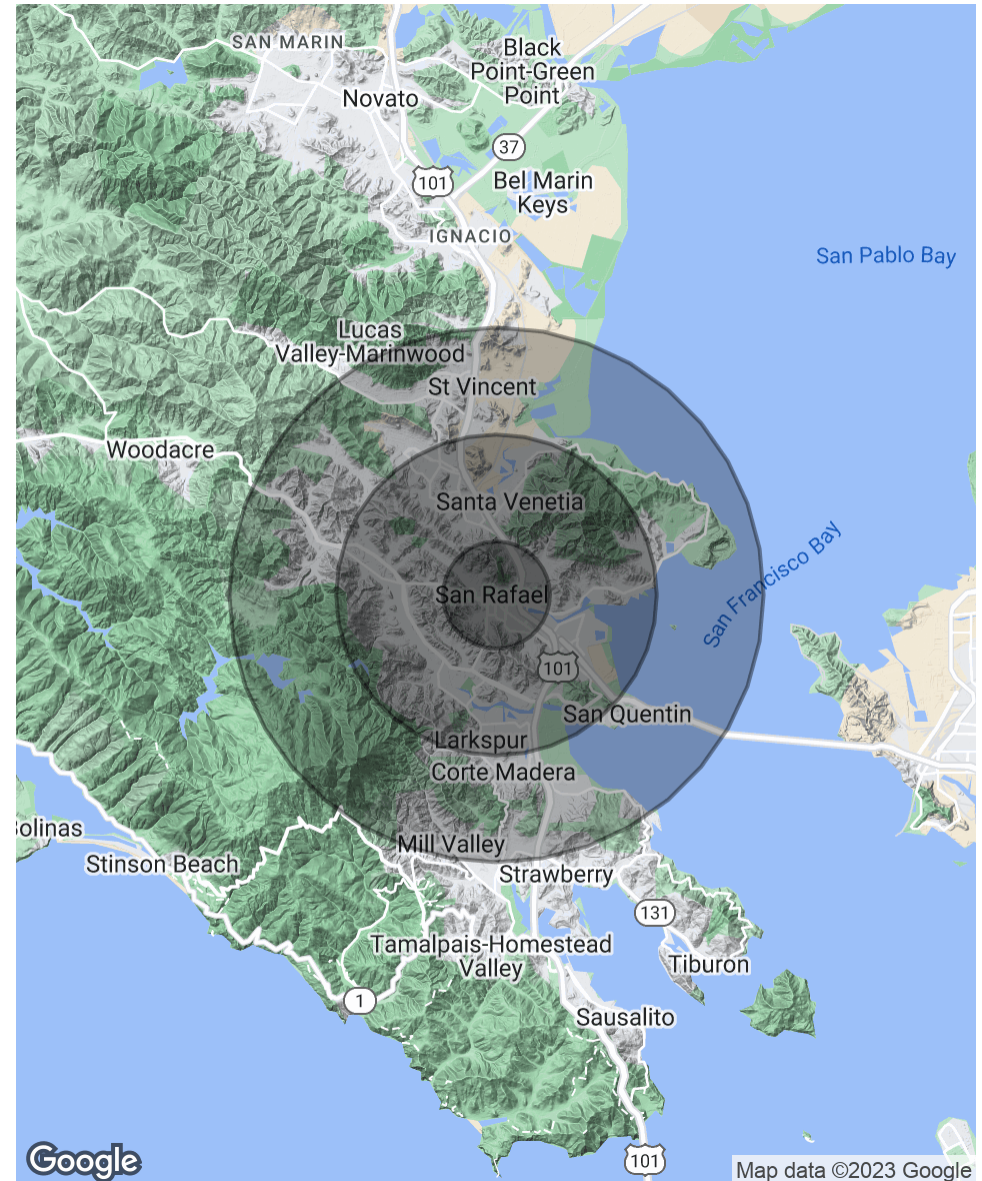 SAN MARIN
Black
Point-Green
Point
Novato
37
101
Bel Marin
Keys
IGNACIO
San Pablo Bay
Lucas
Valley-Marinwood
St Vincent
Woodacre
Santa Venetia
San Francisco Bay
San Rafael
101
San Quentin
Larkspur
Corte Madera
Bolinas
Mill Valley
Stinson Beach
Strawberry
131
Tamalpais-Homestead
Valley
Tiburon
1
Sausalito
Google
101
Map data ©2023 Google